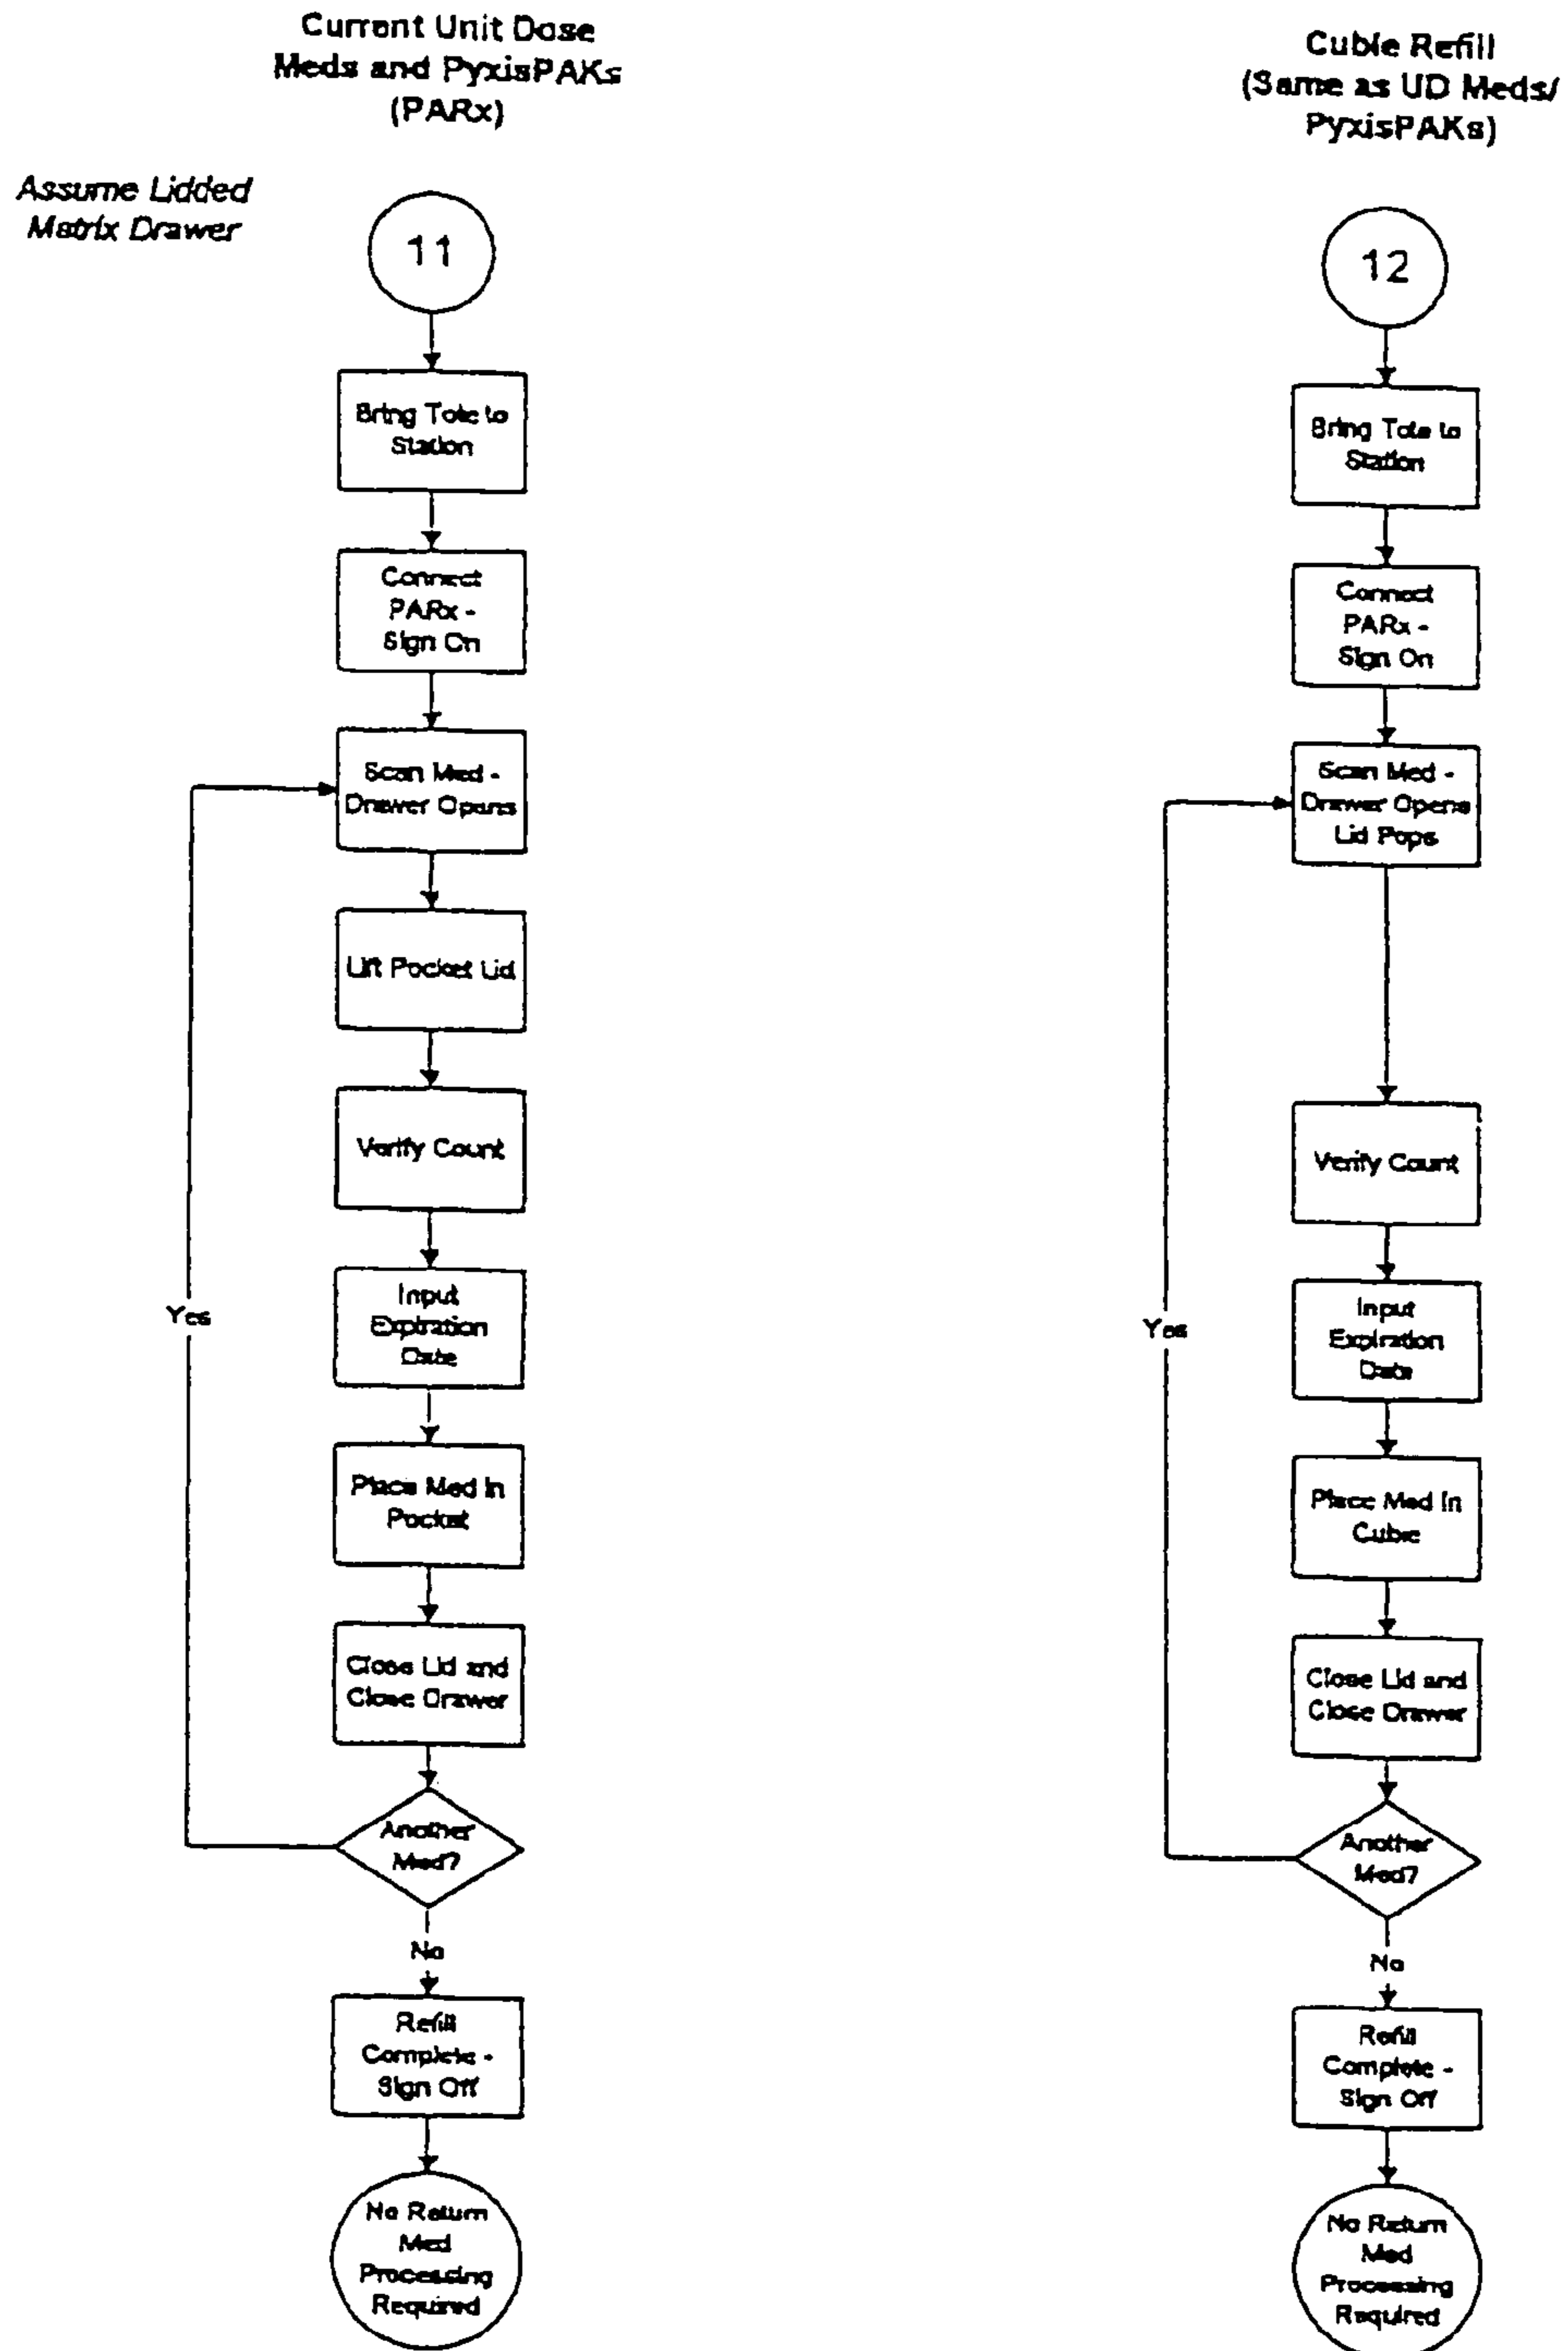 Current Unit Dose
Meds and PyxisPAKs
(PARx)
Assume Lidded
Matrix Drawer
11
Bring Tote to
Station
Connect
PARx -
Sign On
Scan Med -
Drawer Opens
Lift Pocket Lid
Verify Count
Input
Expiration
Date
Place Med In
Pocket
Close Lid and
Close Drawer
Another
Med?
Yes
No
Refill
Complete -
Sign Off
No Return
Med
Processing
Required
Cubie Refill
(Same as UD Meds/
PyxisPAKs)
12
Bring Tote to
Station
Connect
PARx -
Sign On
Scan Med -
Drawer Opens
Lid Pops
Verify Count
Input
Expiration
Date
Place Med In
Cubie
Close Lid and
Close Drawer
Another
Med?
Yes
No
Refill
Complete -
Sign Off
No Return
Med
Processing
Required